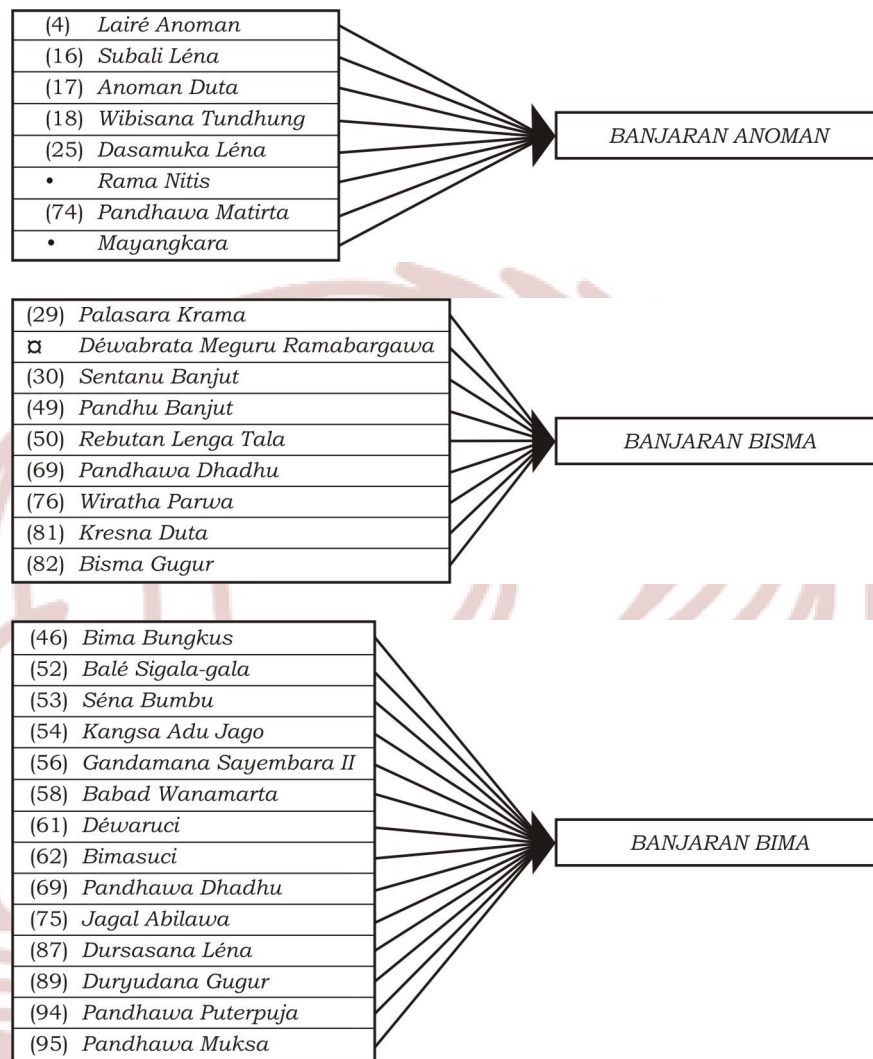 (4) Lairé Anoman
(16) Subali Léna
(17) Anoman Duta
(18) Wibisana Tundhung
(25) Dasamuka Léna
• Rama Nitis
(74) Pandhawa Matirta
• Mayangkara
BANJARAN ANOMAN
(29) Palasara Krama
¤ Déwabrata Meguru Ramabargawa
(30) Sentanu Banjut
(49) Pandhu Banjut
(50) Rebutan Lenga Tala
(69) Pandhawa Dhadhu
(76) Wiratha Parwa
(81) Kresna Duta
(82) Bisma Gugur
BANJARAN BISMA
(46) Bima Bungkus
(52) Balé Sigala-gala
(53) Séna Bumbu
(54) Kangsa Adu Jago
(56) Gandamana Sayembara II
(58) Babad Wanamarta
(61) Déwaruci
(62) Bimasuci
(69) Pandhawa Dhadhu
(75) Jagal Abilawa
(87) Dursasana Léna
(89) Duryudana Gugur
(94) Pandhawa Puterpuja
(95) Pandhawa Muksa
BANJARAN BIMA